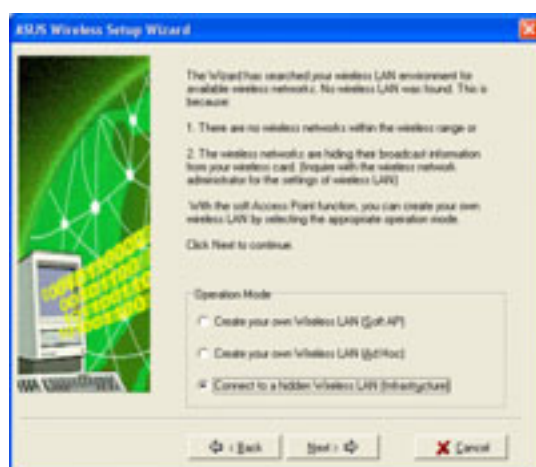 ASUS Wireless Setup Wizard
The Wizard has searched your wireless LAN environment for
available wireless networks. No wireless LAN was found. This is
because:
1. There are no wireless networks within the wireless range or
2. The wireless networks are hiding their broadcast information
from your wireless card. (Inquire with the wireless network
administrator for the settings of wireless LAN)
With the soft Access Point function, you can create your own
wireless LAN by selecting the appropriate operation mode.
Click Next to continue.
Operation Mode
Create your own Wireless LAN (Soft AP)
Create your own Wireless LAN (Ad Hoc)
Connect to a hidden Wireless LAN (Infrastructure)
< Back
Next >
Cancel